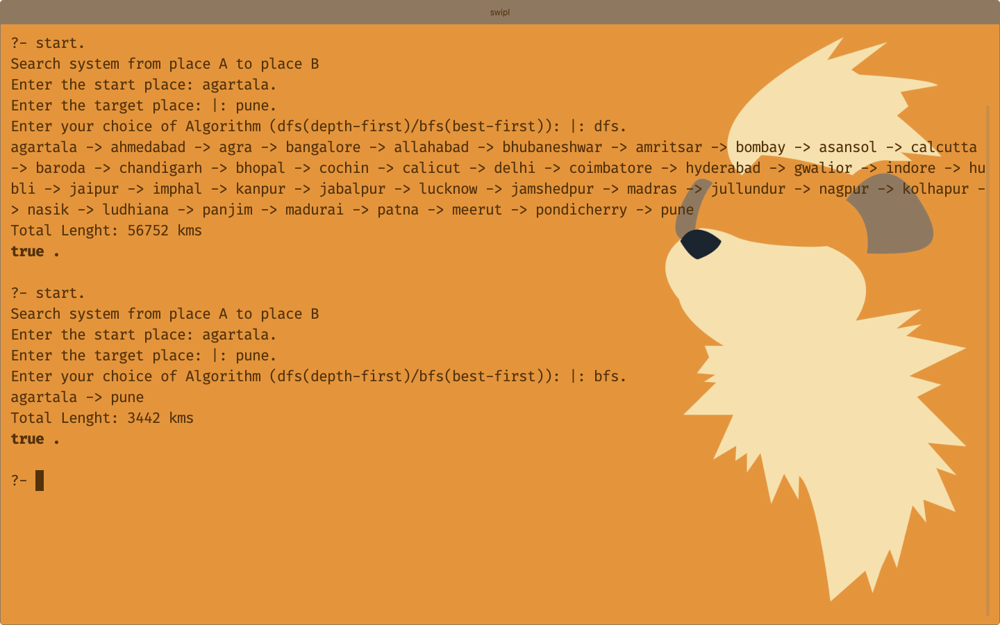 swipl
?- start.
Search system from place A to place B
Enter the start place: agartala.
Enter the target place: |: pune.
Enter your choice of Algorithm (dfs(depth-first)/bfs(best-first)): |: dfs.
agartala -> ahmedabad -> agra -> bangalore -> allahabad -> bhubaneshwar -> amritsar -> bombay -> asansol -> calcutta
-> baroda -> chandigarh -> bhopal -> cochin -> calicut -> delhi -> coimbatore -> hyderabad -> gwalior -> indore -> hu
bli -> jaipur -> imphal -> kanpur -> jabalpur -> lucknow -> jamshedpur -> madras -> jullundur -> nagpur -> kolhapur -
> nasik -> ludhiana -> panjim -> madurai -> patna -> meerut -> pondicherry -> pune
Total Lenght: 56752 kms
true .
?- start.
Search system from place A to place B
Enter the start place: agartala.
Enter the target place: |: pune.
Enter your choice of Algorithm (dfs(depth-first)/bfs(best-first)): |: bfs.
agartala -> pune
Total Lenght: 3442 kms
true .
?-